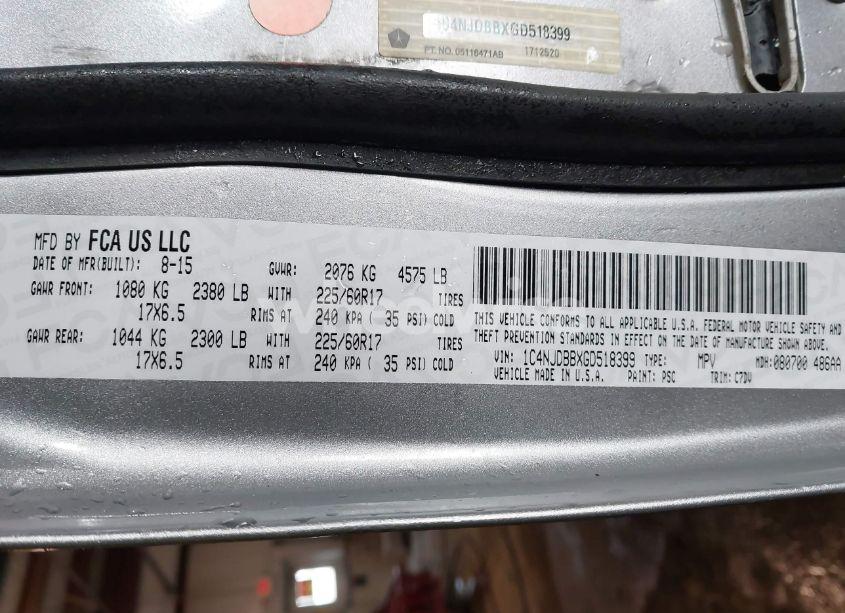 1C4NJDBBXGD518399
PT. NO. 05116471AB 1712520
MFD BY FCA US LLC
DATE OF MFR(BUILT): 8-15 GVWR: 2076 KG 4575 LB
GAWR FRONT: 1080 KG 2380 LB WITH 225/60R17 TIRES
17X6.5 RIMS AT 240 KPA ( 35 PSI) COLD
GAWR REAR: 1044 KG 2300 LB WITH 225/60R17 TIRES
17X6.5 RIMS AT 240 KPA ( 35 PSI) COLD
THIS VEHICLE CONFORMS TO ALL APPLICABLE U.S.A. FEDERAL MOTOR VEHICLE SAFETY AND
THEFT PREVENTION STANDARDS IN EFFECT ON THE DATE OF MANUFACTURE SHOWN ABOVE.
VIN: 1C4NJDBBXGD518399 TYPE: MPV MDH: 080700 486AA
VEHICLE MADE IN U.S.A. PAINT: PSC TRIM: C7DV